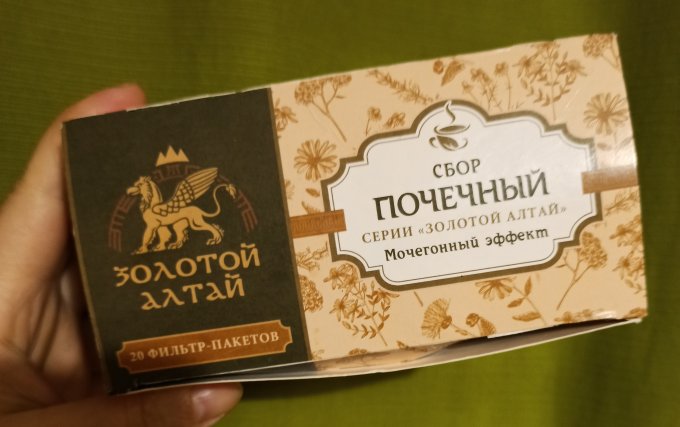 ЗОЛОТОЙ
АЛТАЙ
20 ФИЛЬТР-ПАКЕТОВ
СБОР
ПОЧЕЧНЫЙ
СЕРИИ «ЗОЛОТОЙ АЛТАЙ»
Мочегонный эффект